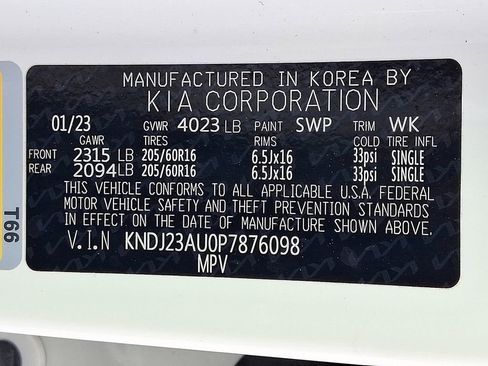 MANUFACTURED IN KOREA BY
KIA CORPORATION
01/23 GVWR 4023 LB PAINT SWP TRIM WK
GAWR TIRES RIMS COLD TIRE INFL
FRONT 2315 LB 205/60R16 6.5Jx16 33psi SINGLE
REAR 2094 LB 205/60R16 6.5Jx16 33psi SINGLE
THIS VEHICLE CONFORMS TO ALL APPLICABLE U.S.A. FEDERAL
MOTOR VEHICLE SAFETY AND THEFT PREVENTION STANDARDS
IN EFFECT ON THE DATE OF MANUFACTURE SHOWN ABOVE.
V.I.N KNDJ23AU0P7876098
MPV
T66